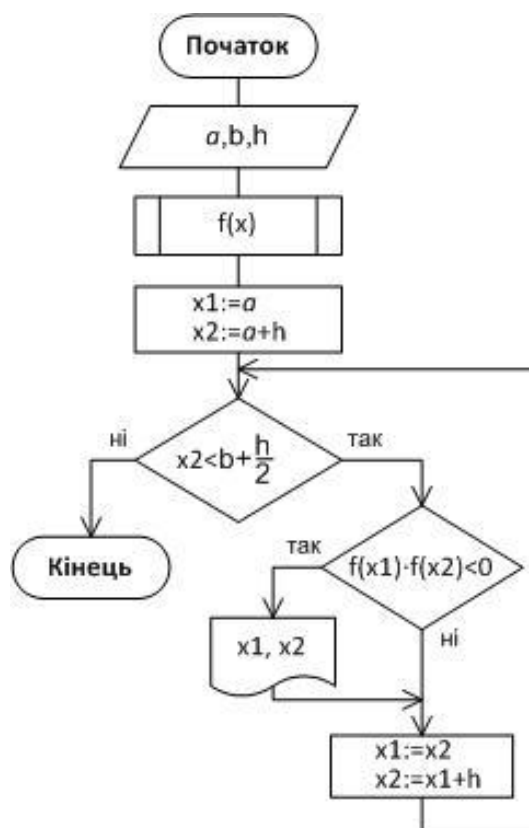 Початок
a,b,h
f(x)
x1:=a
x2:=a+h
ні
x2<b+h/2
так
Кінець
так
f(x1)·f(x2)<0
x1, x2
ні
x1:=x2
x2:=x1+h